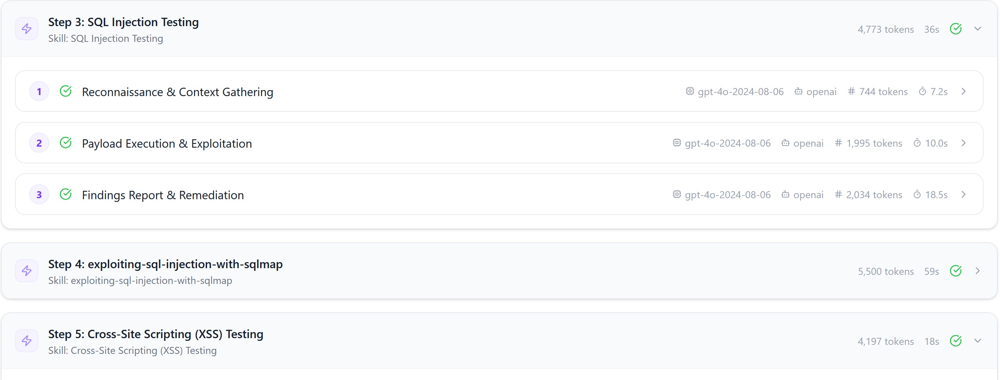 Step 3: SQL Injection Testing
Skill: SQL Injection Testing
4,773 tokens 36s
1 Reconnaissance & Context Gathering gpt-4o-2024-08-06 openai # 744 tokens 7.2s
2 Payload Execution & Exploitation gpt-4o-2024-08-06 openai # 1,995 tokens 10.0s
3 Findings Report & Remediation gpt-4o-2024-08-06 openai # 2,034 tokens 18.5s
Step 4: exploiting-sql-injection-with-sqlmap
Skill: exploiting-sql-injection-with-sqlmap
5,500 tokens 59s
Step 5: Cross-Site Scripting (XSS) Testing
Skill: Cross-Site Scripting (XSS) Testing
4,197 tokens 18s